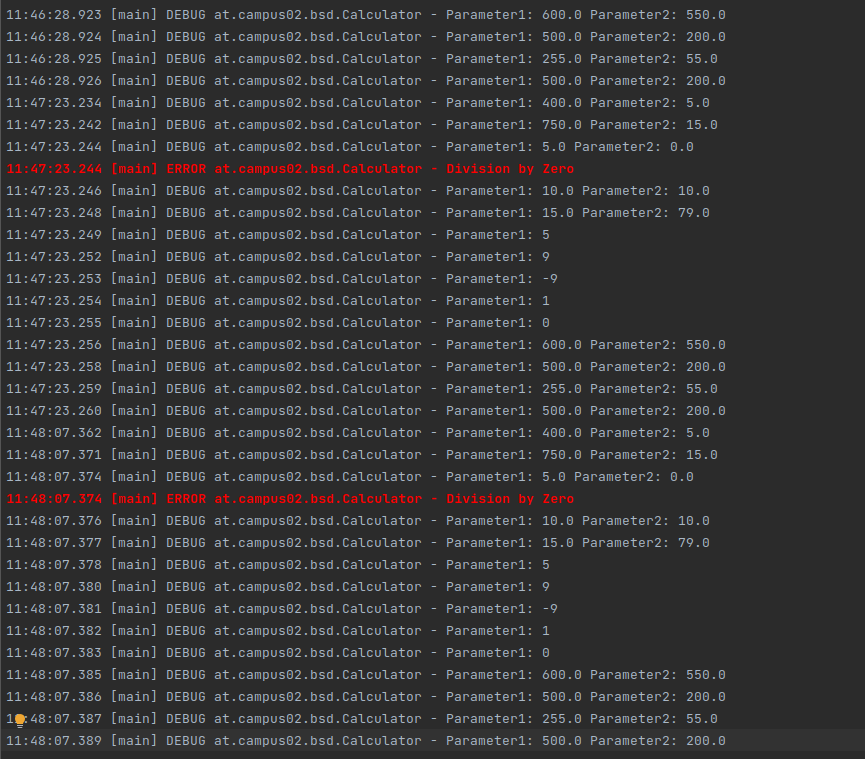 11:46:28.923 [main] DEBUG at.campus02.bsd.Calculator - Parameter1: 600.0 Parameter2: 550.0
11:46:28.924 [main] DEBUG at.campus02.bsd.Calculator - Parameter1: 500.0 Parameter2: 200.0
11:46:28.925 [main] DEBUG at.campus02.bsd.Calculator - Parameter1: 255.0 Parameter2: 55.0
11:46:28.926 [main] DEBUG at.campus02.bsd.Calculator - Parameter1: 500.0 Parameter2: 200.0
11:47:23.234 [main] DEBUG at.campus02.bsd.Calculator - Parameter1: 400.0 Parameter2: 5.0
11:47:23.242 [main] DEBUG at.campus02.bsd.Calculator - Parameter1: 750.0 Parameter2: 15.0
11:47:23.244 [main] DEBUG at.campus02.bsd.Calculator - Parameter1: 5.0 Parameter2: 0.0
11:47:23.244 [main] ERROR at.campus02.bsd.Calculator - Division by Zero
11:47:23.246 [main] DEBUG at.campus02.bsd.Calculator - Parameter1: 10.0 Parameter2: 10.0
11:47:23.248 [main] DEBUG at.campus02.bsd.Calculator - Parameter1: 15.0 Parameter2: 79.0
11:47:23.249 [main] DEBUG at.campus02.bsd.Calculator - Parameter1: 5
11:47:23.252 [main] DEBUG at.campus02.bsd.Calculator - Parameter1: 9
11:47:23.253 [main] DEBUG at.campus02.bsd.Calculator - Parameter1: -9
11:47:23.254 [main] DEBUG at.campus02.bsd.Calculator - Parameter1: 1
11:47:23.255 [main] DEBUG at.campus02.bsd.Calculator - Parameter1: 0
11:47:23.256 [main] DEBUG at.campus02.bsd.Calculator - Parameter1: 600.0 Parameter2: 550.0
11:47:23.258 [main] DEBUG at.campus02.bsd.Calculator - Parameter1: 500.0 Parameter2: 200.0
11:47:23.259 [main] DEBUG at.campus02.bsd.Calculator - Parameter1: 255.0 Parameter2: 55.0
11:47:23.260 [main] DEBUG at.campus02.bsd.Calculator - Parameter1: 500.0 Parameter2: 200.0
11:48:07.362 [main] DEBUG at.campus02.bsd.Calculator - Parameter1: 400.0 Parameter2: 5.0
11:48:07.371 [main] DEBUG at.campus02.bsd.Calculator - Parameter1: 750.0 Parameter2: 15.0
11:48:07.374 [main] DEBUG at.campus02.bsd.Calculator - Parameter1: 5.0 Parameter2: 0.0
11:48:07.374 [main] ERROR at.campus02.bsd.Calculator - Division by Zero
11:48:07.376 [main] DEBUG at.campus02.bsd.Calculator - Parameter1: 10.0 Parameter2: 10.0
11:48:07.377 [main] DEBUG at.campus02.bsd.Calculator - Parameter1: 15.0 Parameter2: 79.0
11:48:07.378 [main] DEBUG at.campus02.bsd.Calculator - Parameter1: 5
11:48:07.380 [main] DEBUG at.campus02.bsd.Calculator - Parameter1: 9
11:48:07.381 [main] DEBUG at.campus02.bsd.Calculator - Parameter1: -9
11:48:07.382 [main] DEBUG at.campus02.bsd.Calculator - Parameter1: 1
11:48:07.383 [main] DEBUG at.campus02.bsd.Calculator - Parameter1: 0
11:48:07.385 [main] DEBUG at.campus02.bsd.Calculator - Parameter1: 600.0 Parameter2: 550.0
11:48:07.386 [main] DEBUG at.campus02.bsd.Calculator - Parameter1: 500.0 Parameter2: 200.0
11:48:07.387 [main] DEBUG at.campus02.bsd.Calculator - Parameter1: 255.0 Parameter2: 55.0
11:48:07.389 [main] DEBUG at.campus02.bsd.Calculator - Parameter1: 500.0 Parameter2: 200.0